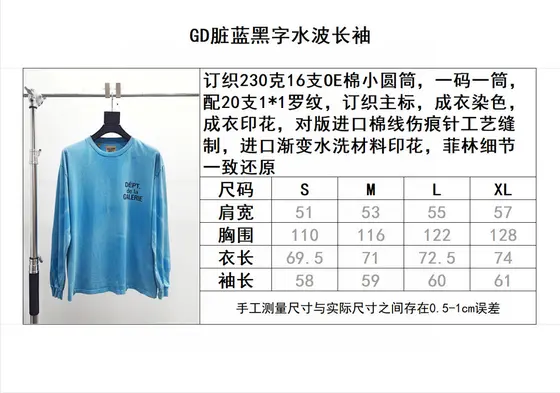 GD脏蓝黑字水波长袖
订织230克16支OE棉小圆筒，一码一筒，
配20支1*1罗纹，订织主标，成衣染色，
成衣印花，对版进口棉线伤痕针工艺缝
制，进口渐变水洗材料印花，菲林细节
一致还原
DEPT.
de la
GALERIE
尺码 S M L XL
肩宽 51 53 55 57
胸围 110 116 122 128
衣长 69.5 71 72.5 74
袖长 58 59 60 61
手工测量尺寸与实际尺寸之间存在0.5-1cm误差